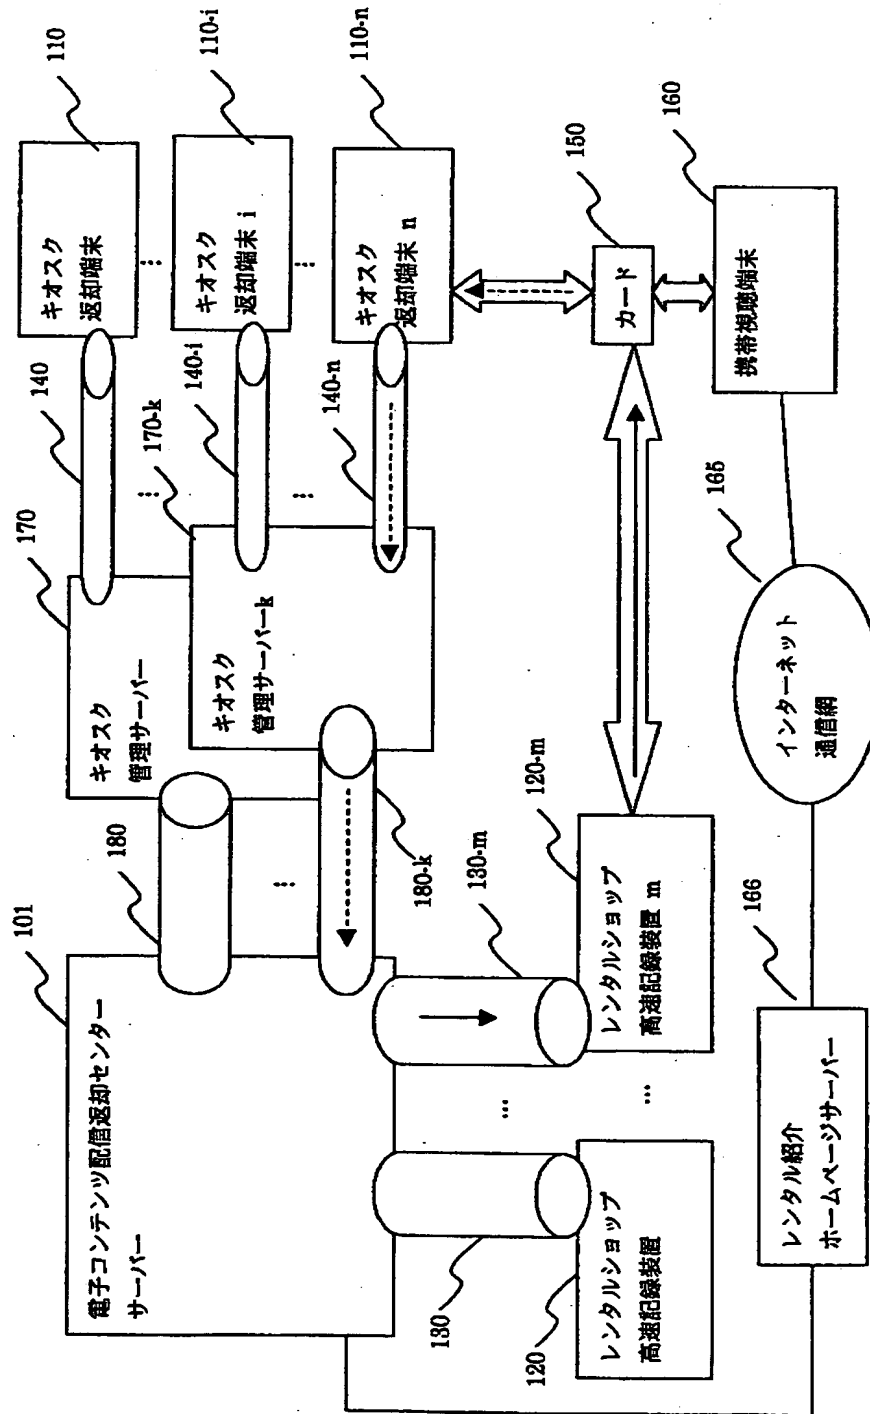 101
電子コンテンツ配信返却センター
サーバー
180
⋯
180-k
170
キオスク
管理サーバー
170-k
キオスク
管理サーバーk
140
⋯
140-i
⋯
140-n
110
キオスク
返却端末
⋯
110-i
キオスク
返却端末 i
⋯
110-n
キオスク
返却端末 n
130
⋯
130-m
120
レンタルショップ
高速記録装置
⋯
120-m
レンタルショップ
高速記録装置 m
150
カード
160
携帯視聴端末
165
インターネット
通信網
166
レンタル紹介
ホームページサーバー